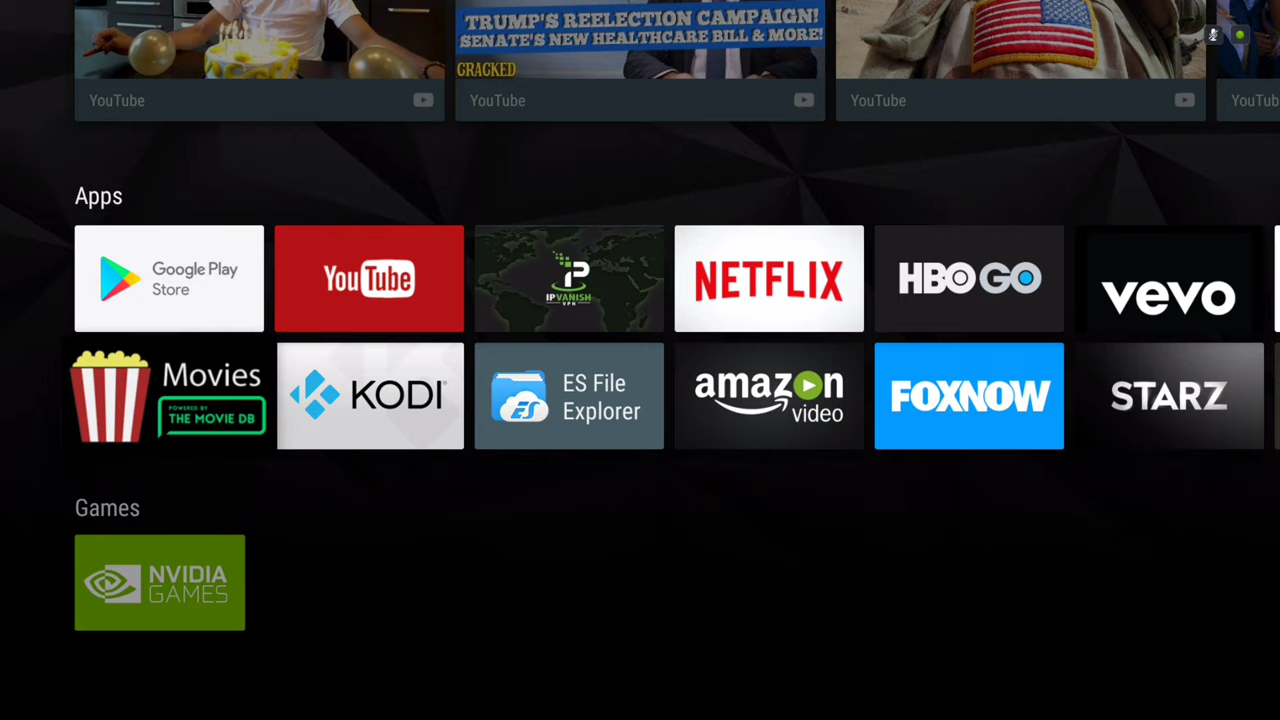 TRUMP'S REELECTION CAMPAIGN!
SENATE'S NEW HEALTHCARE BILL & MORE!
CRACKED
YouTube
YouTube
YouTube
YouTub
Apps
Google Play
Store
YouTube
IPVANISH
VPN
NETFLIX
HBO GO
vevo
Movies
POWERED BY
THE MOVIE DB
KODI
ES File
Explorer
amazon
video
FOXNOW
STARZ
Games
NVIDIA
GAMES